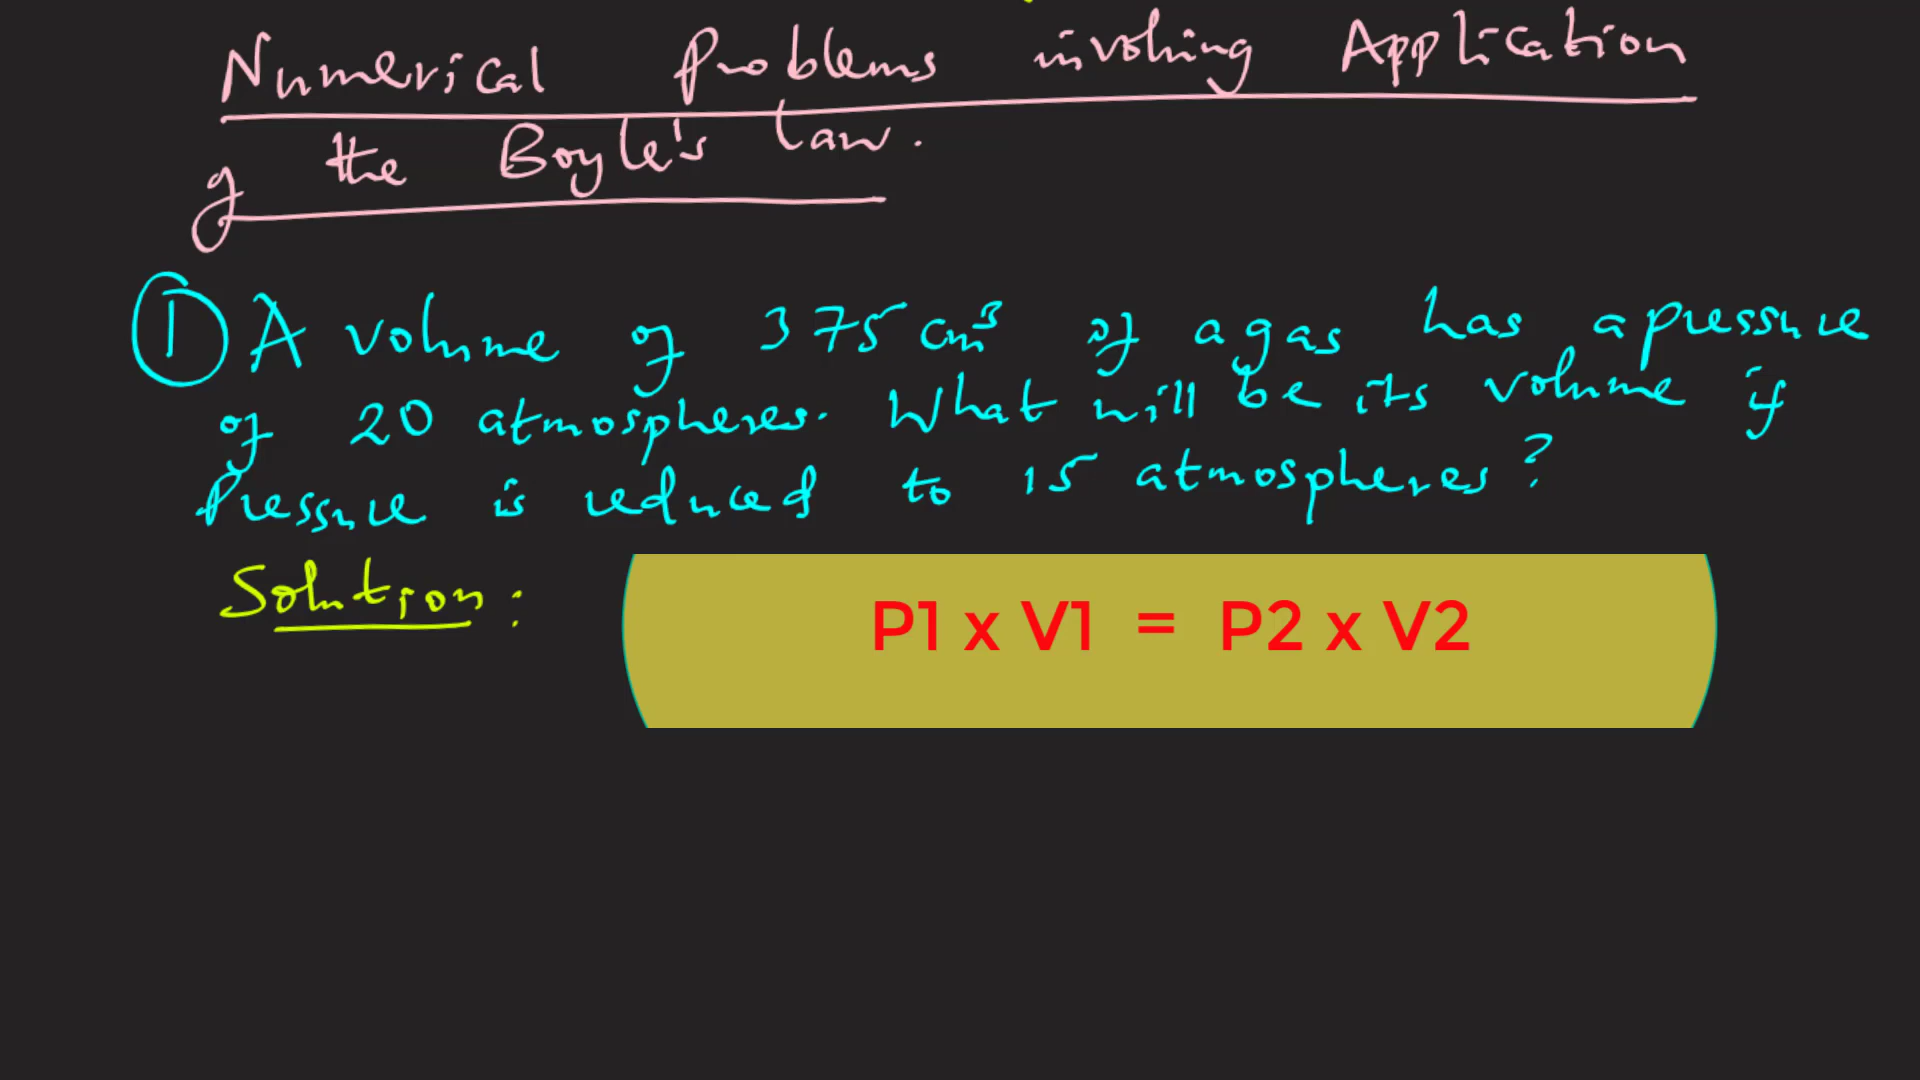 Numerical Problems involving Application
of the Boyle's Law.
① A volume of 375 cm³ of a gas has a pressure
of 20 atmospheres. What will be its volume if
Pressure is reduced to 15 atmospheres?
Solution:
P1 x V1 = P2 x V2